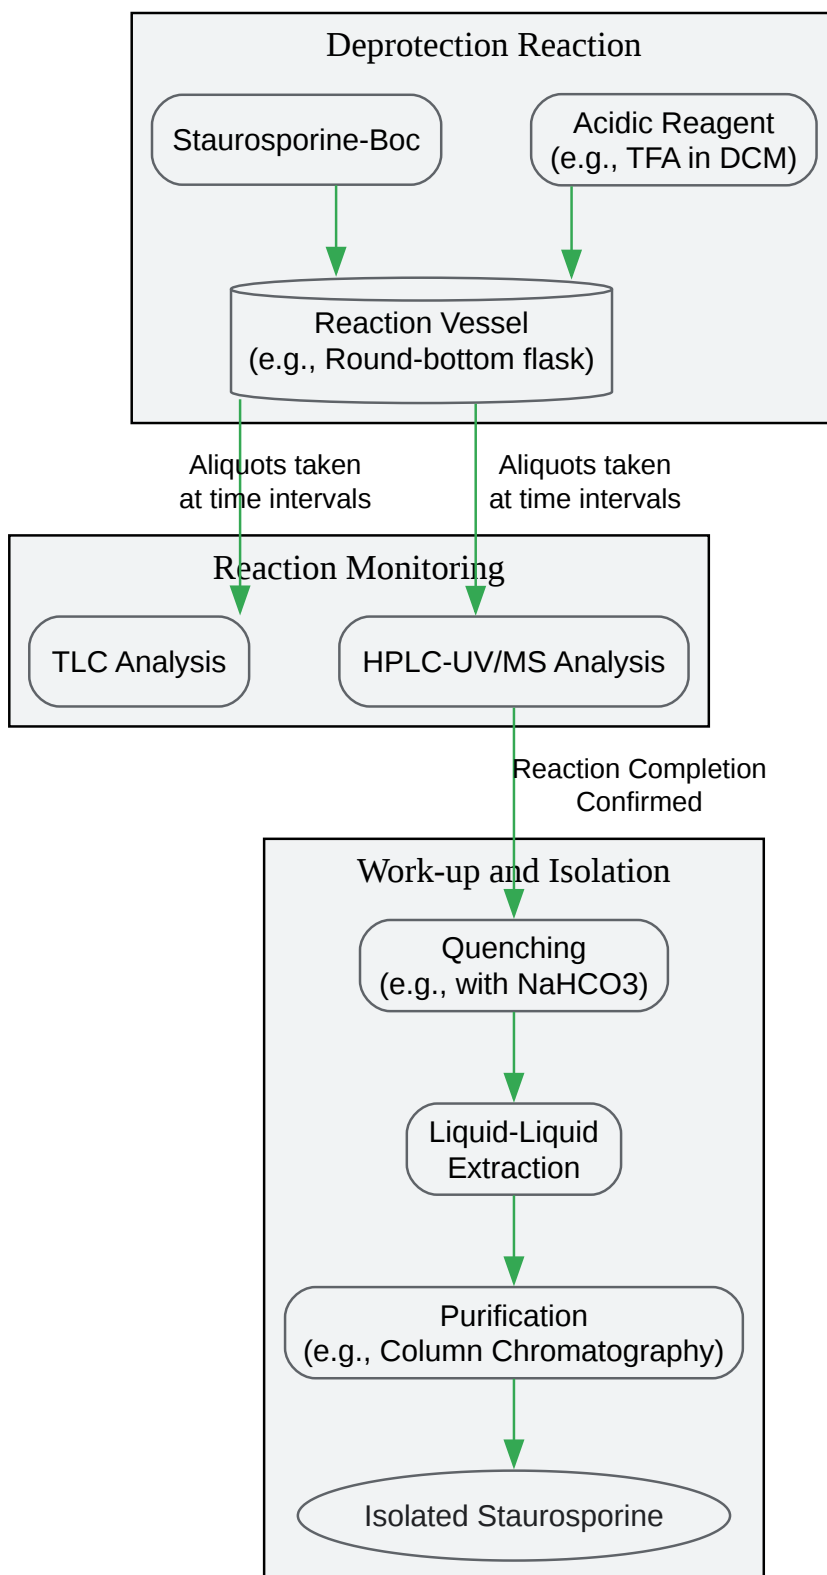 Deprotection Reaction
Staurosporine-Boc
Acidic Reagent
(e.g., TFA in DCM)
Reaction Vessel
(e.g., Round-bottom flask)
Aliquots taken
at time intervals
Aliquots taken
at time intervals
Reaction Monitoring
TLC Analysis
HPLC-UV/MS Analysis
Reaction Completion
Confirmed
Work-up and Isolation
Quenching
(e.g., with NaHCO3)
Liquid-Liquid
Extraction
Purification
(e.g., Column Chromatography)
Isolated Staurosporine